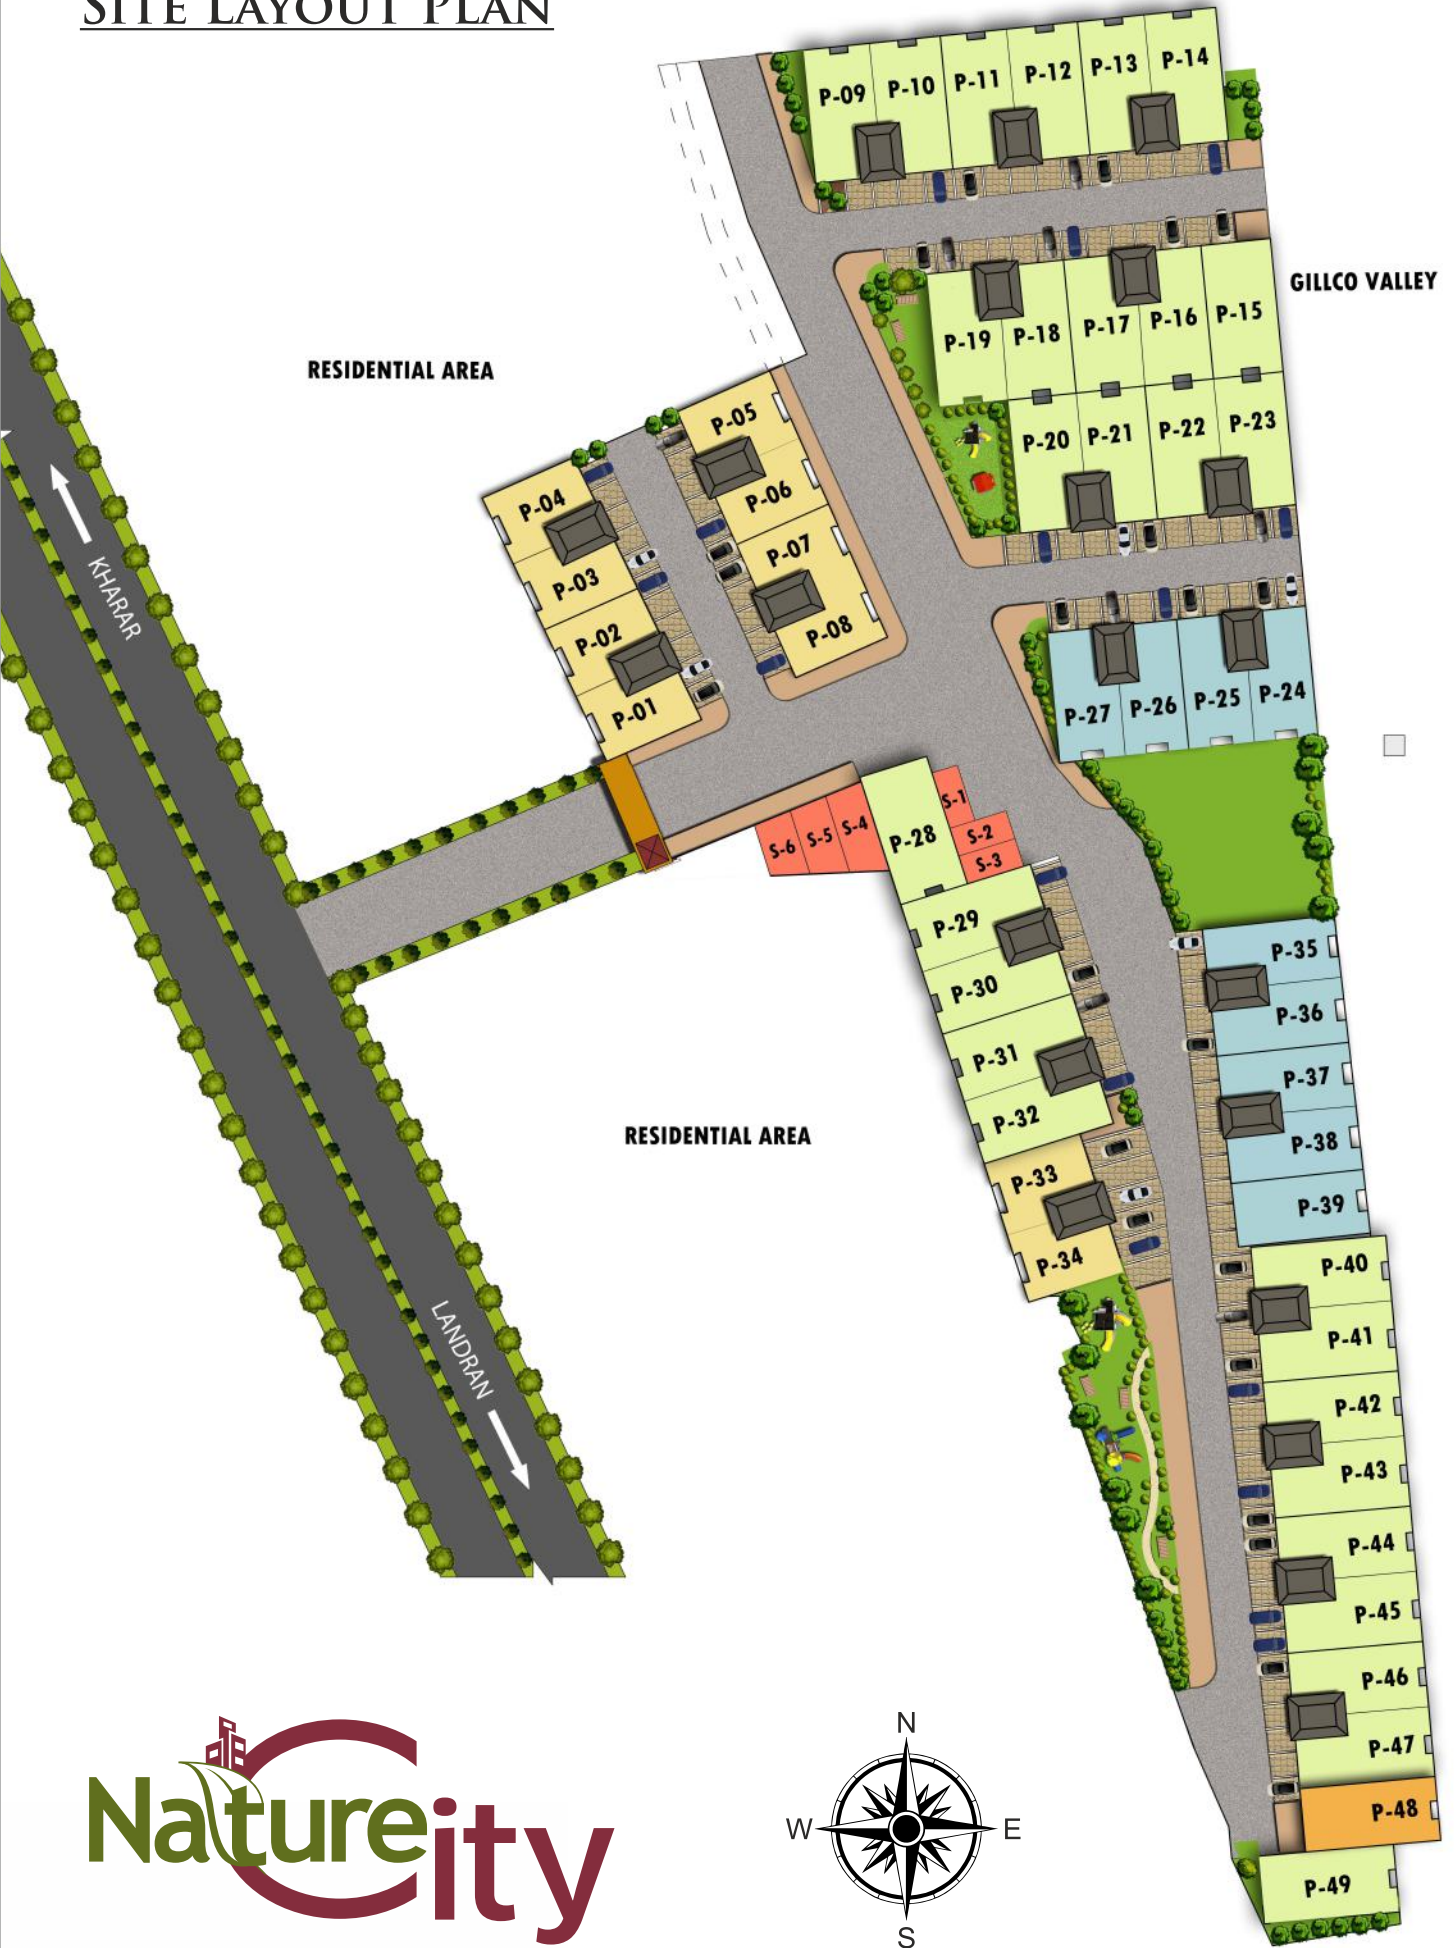 SITE LAYOUT PLAN
P-09 P-10 P-11 P-12 P-13 P-14
GILLCO VALLEY
P-19 P-18 P-17 P-16 P-15
RESIDENTIAL AREA
P-20 P-21 P-22 P-23
P-05
P-04
P-06
P-07
P-03
P-02
P-08
P-01
KHARAR
P-27 P-26 P-25 P-24
S-6 S-5 S-4
P-28
S-1
S-2
S-3
P-29
P-30
P-31
P-32
P-33
P-34
P-35
P-36
P-37
P-38
P-39
RESIDENTIAL AREA
LANDRAN
P-40
P-41
P-42
P-43
P-44
P-45
P-46
P-47
P-48
P-49
Nature City
N
W E
S